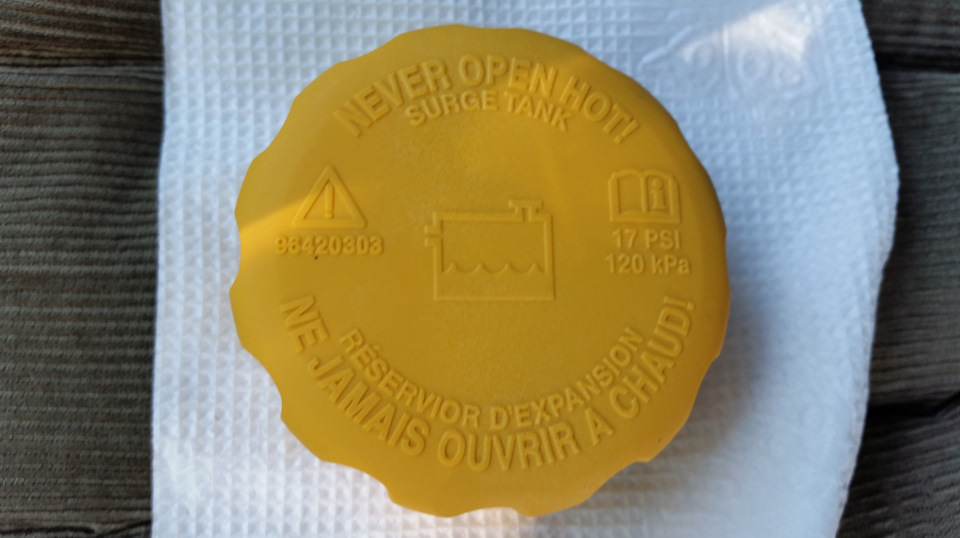 NEVER OPEN HOT!
SURGE TANK
96420303
17 PSI
120 kPa
RÉSERVIOR D'EXPANSION
NE JAMAIS OUVRIR À CHAUD!